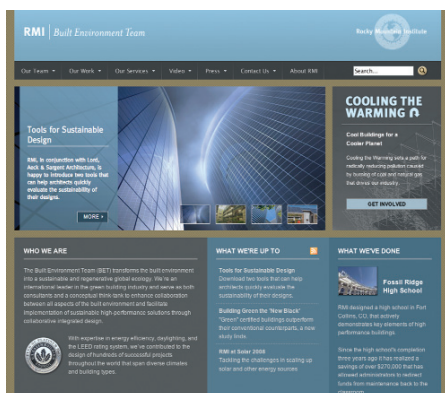 RMI | Built Environment Team
Rocky Mountain Institute
Our Team Our Work Our Services Video Press Contact Us About RMI Search...
Tools for Sustainable
Design
RMI, in conjunction with Lord,
Aeck & Sargent Architecture, is
happy to introduce two tools that
can help architects quickly
evaluate the sustainability of
their designs.
MORE
COOLING THE
WARMING
Cool Buildings for a
Cooler Planet
Cooling the Warming sets a path for
radically reducing pollution caused
by burning of coal and natural gas
that drives our industry.
GET INVOLVED
WHO WE ARE
The Built Environment Team (BET) transforms the built environment
into a sustainable and regenerative global ecology. We're an
international leader in the green building industry and serve as both
consultants and a conceptual think-tank to enhance collaboration
between all aspects of the built environment and facilitate
implementation of sustainable high-performance solutions through
collaborative integrated design.
With expertise in energy efficiency, daylighting, and
the LEED rating system, we've contributed to the
design of hundreds of successful projects
throughout the world that span diverse climates
and building types.
WHAT WE'RE UP TO
Tools for Sustainable Design
Download two tools that can help
architects quickly evaluate the
sustainability of their designs.
Building Green the 'New Black'
"Green" certified buildings outperform
their conventional counterparts, a new
study finds.
RMI at Solar 2008
Tackling the challenges in scaling up
solar and other energy sources
WHAT WE'VE DONE
Fossil Ridge
High School
RMI-designed a high school in Fort
Collins, CO, that actively
demonstrates key elements of high
performance buildings.
Since the high school's completion
three years ago it has realized a
savings of over $270,000 that has
allowed administrators to redirect
funds from maintenance back to the
classroom